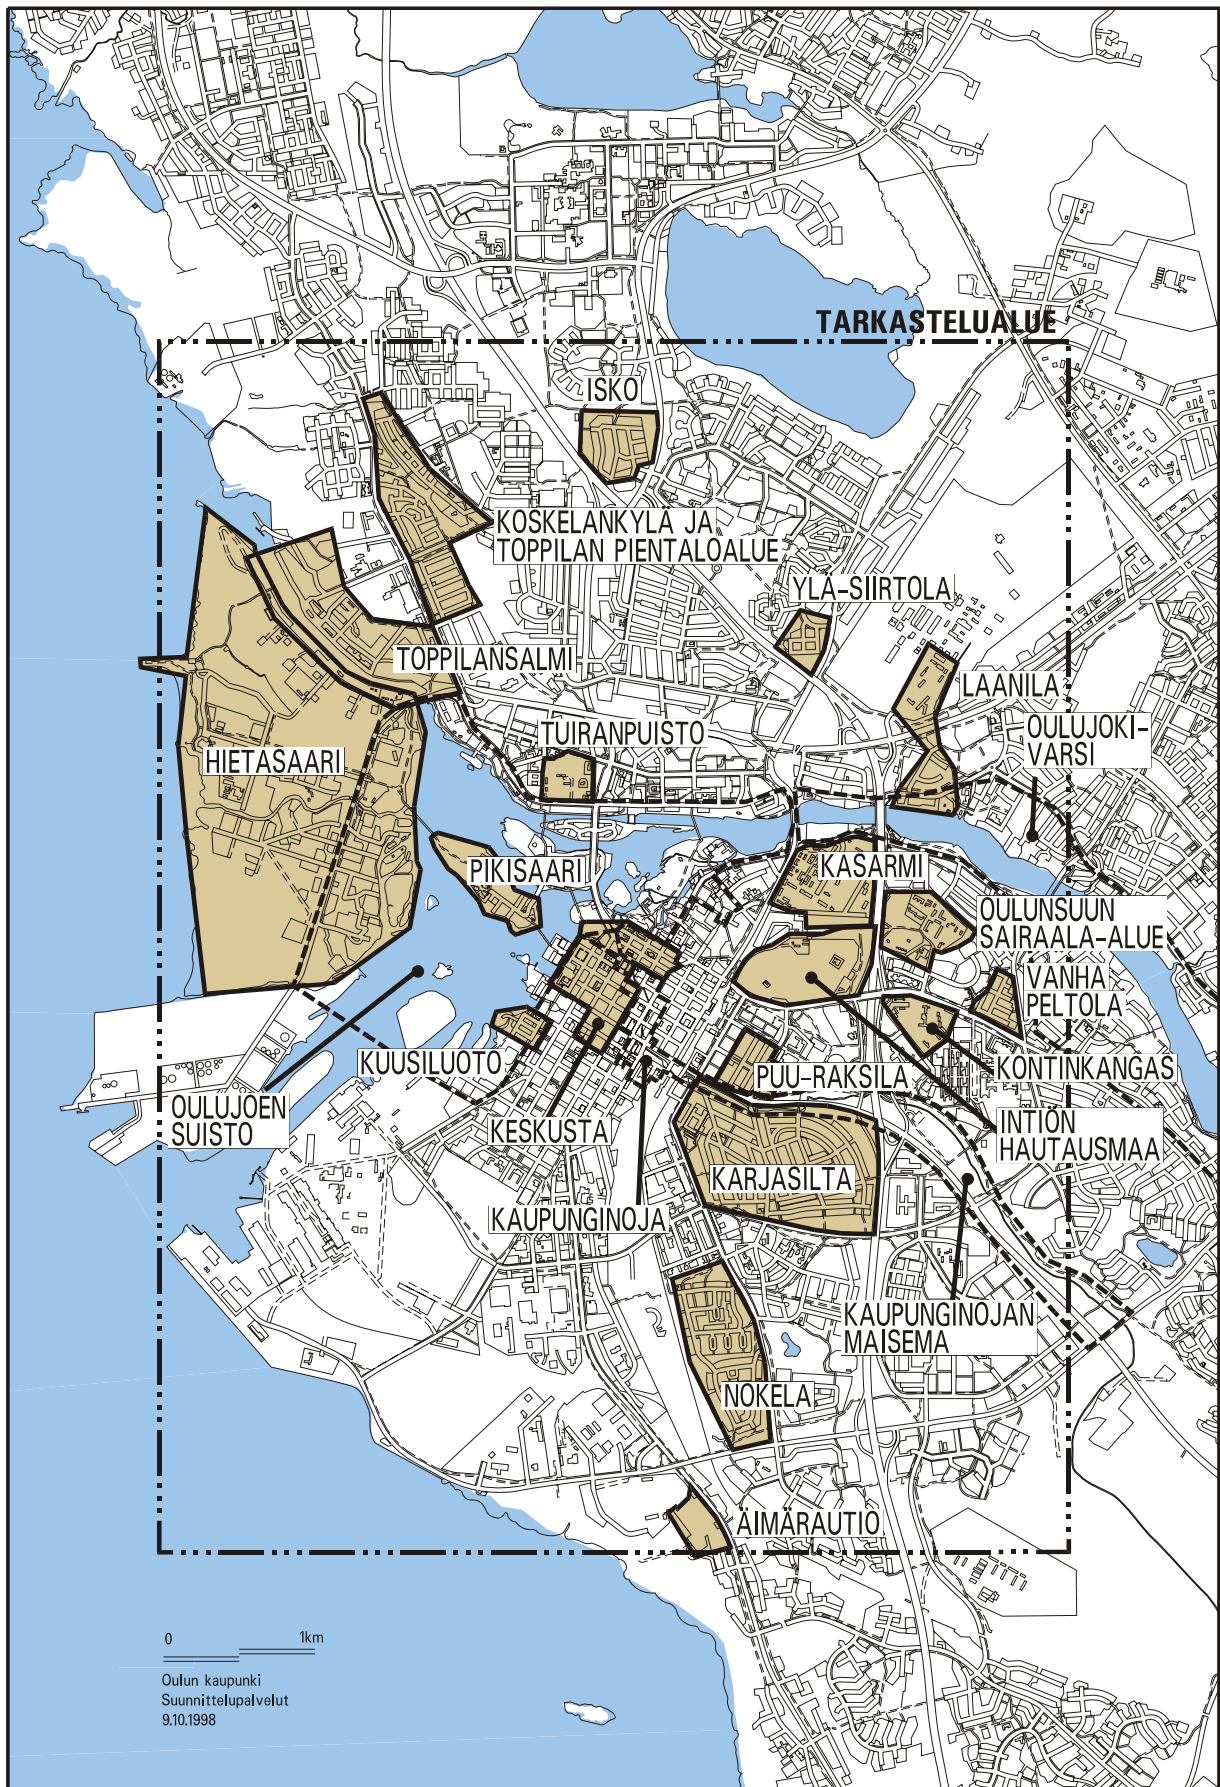 TARKASTELUALUE
ISKO
KOSKELANKYLÄ JA
TOPPILAN PIENTALOALUE
YLÄ-SIIRTOLA
TOPPILANSALMI
LAANILA
OULUJOKI-
VARSI
TUIRANPUISTO
HIETASAARI
PIKISAARI
KASARMI
OULUNSUUN
SAIRAALA-ALUE
VANHA
PELTOLA
KUUSILUOTO
PUU-RAKSILA
KONTINKANGAS
OULUJOEN
SUISTO
KESKUSTA
INTIÖN
HAUTAUSMAA
KARJASILTA
KAUPUNGINOJA
KAUPUNGINOJAN
MAISEMA
NOKELA
ÄIMÄRAUTIO
0 1km
Oulun kaupunki
Suunnittelupalvelut
9.10.1998